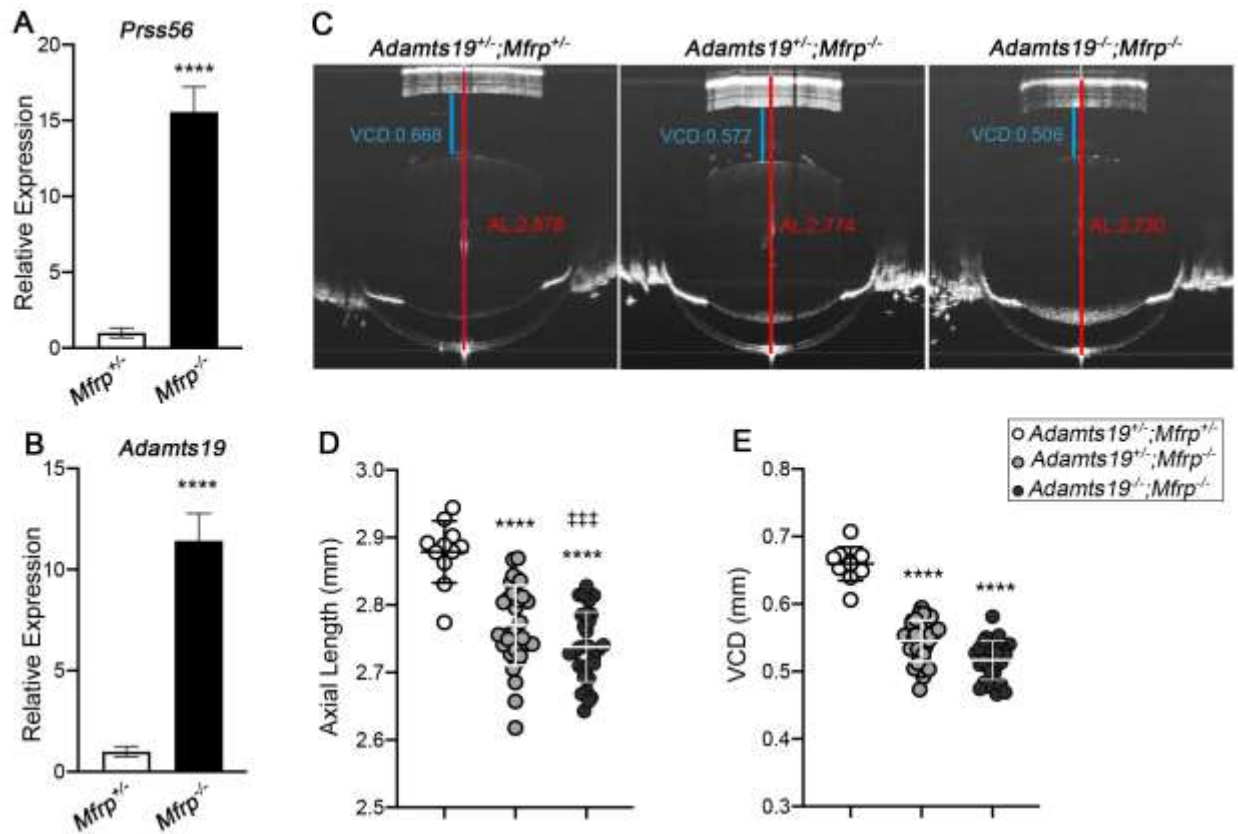 A
Prss56
20
15
10
5
0
Relative Expression
****
Mfrp+/-
Mfrp-/-
B
Adamts19
15
10
5
0
Relative Expression
****
Mfrp+/-
Mfrp-/-
C
Adamts19+/-;Mfrp+/-
Adamts19+/-;Mfrp-/-
Adamts19-/-;Mfrp-/-
VCD:0.668
VCD:0.577
VCD:0.506
AL:2.774
AL:2.730
D
3.0
2.9
2.8
2.7
2.6
2.5
Axial Length (mm)
****
‡‡‡
****
E
0.8
0.7
0.6
0.5
0.4
0.3
VCD (mm)
****
****
Adamts19+/-;Mfrp+/-
Adamts19+/-;Mfrp-/-
Adamts19-/-;Mfrp-/-